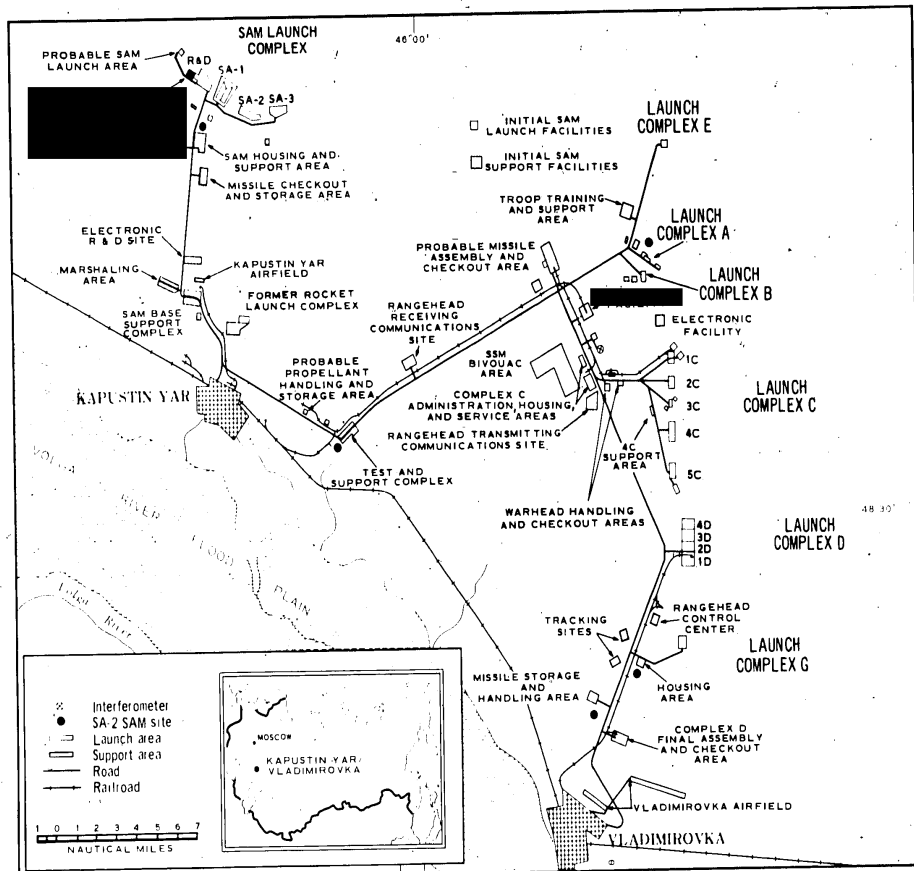 46°00'
SAM LAUNCH
COMPLEX
PROBABLE SAM
LAUNCH AREA
R&D
SA-1
SA-2
SA-3
SAM HOUSING AND
SUPPORT AREA
MISSILE CHECKOUT
AND STORAGE AREA
INITIAL SAM
LAUNCH FACILITIES
INITIAL SAM
SUPPORT FACILITIES
LAUNCH
COMPLEX E
TROOP TRAINING
AND SUPPORT
AREA
LAUNCH
COMPLEX A
PROBABLE MISSILE
ASSEMBLY AND
CHECKOUT AREA
LAUNCH
COMPLEX B
ELECTRONIC
R & D SITE
MARSHALING
AREA
KAPUSTIN YAR
AIRFIELD
FORMER ROCKET
LAUNCH COMPLEX
SAM BASE
SUPPORT
COMPLEX
RANGEHEAD
RECEIVING
COMMUNICATIONS
SITE
ELECTRONIC
FACILITY
PROBABLE
PROPELLANT
HANDLING AND
STORAGE AREA
SSM
BIVOUAC
AREA
1C
2C
3C
4C
5C
LAUNCH
COMPLEX C
KAPUSTIN YAR
COMPLEX C
ADMINISTRATION, HOUSING,
AND SERVICE AREAS
RANGEHEAD TRANSMITTING
COMMUNICATIONS SITE
4C
SUPPORT
AREA
TEST AND
SUPPORT COMPLEX
WARHEAD HANDLING
AND CHECKOUT AREAS
48°30'
VOLGA
RIVER
FLOOD
PLAIN
Volga River
4D
3D
2D
1D
LAUNCH
COMPLEX D
TRACKING
SITES
RANGEHEAD
CONTROL
CENTER
LAUNCH
COMPLEX G
HOUSING
AREA
MISSILE STORAGE
AND
HANDLING AREA
COMPLEX D
FINAL ASSEMBLY
AND CHECKOUT
AREA
VLADIMIROVKA AIRFIELD
VLADIMIROVKA
Interferometer
SA-2 SAM site
Launch area
Support area
Road
Railroad
1 0 1 2 3 4 5 6 7
NAUTICAL MILES
MOSCOW
KAPUSTIN YAR/
VLADIMIROVKA